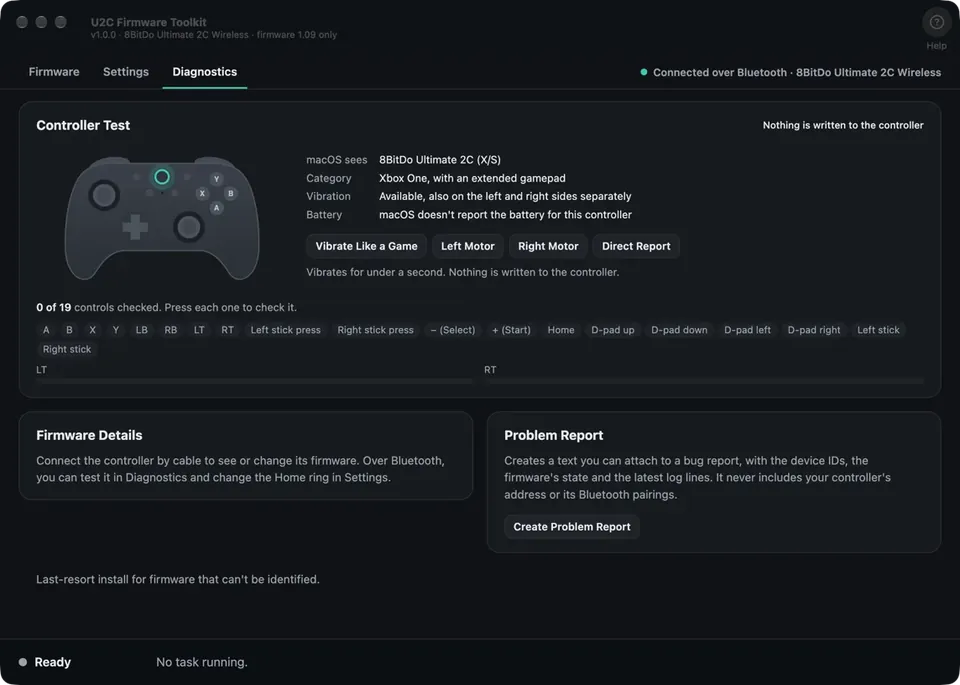 U2C Firmware Toolkit
v1.0.0 · 8BitDo Ultimate 2C Wireless · firmware 1.09 only
?
Help
Firmware Settings Diagnostics
Connected over Bluetooth · 8BitDo Ultimate 2C Wireless
Controller Test
Nothing is written to the controller
Y
X B
A
macOS sees 8BitDo Ultimate 2C (X/S)
Category Xbox One, with an extended gamepad
Vibration Available, also on the left and right sides separately
Battery macOS doesn't report the battery for this controller
Vibrate Like a Game Left Motor Right Motor Direct Report
Vibrates for under a second. Nothing is written to the controller.
0 of 19 controls checked. Press each one to check it.
A B X Y LB RB LT RT Left stick press Right stick press – (Select) + (Start) Home D-pad up D-pad down D-pad left D-pad right Left stick
Right stick
LT RT
Firmware Details
Connect the controller by cable to see or change its firmware. Over Bluetooth,
you can test it in Diagnostics and change the Home ring in Settings.
Problem Report
Creates a text you can attach to a bug report, with the device IDs, the
firmware's state and the latest log lines. It never includes your controller's
address or its Bluetooth pairings.
Create Problem Report
Last-resort install for firmware that can't be identified.
Ready No task running.